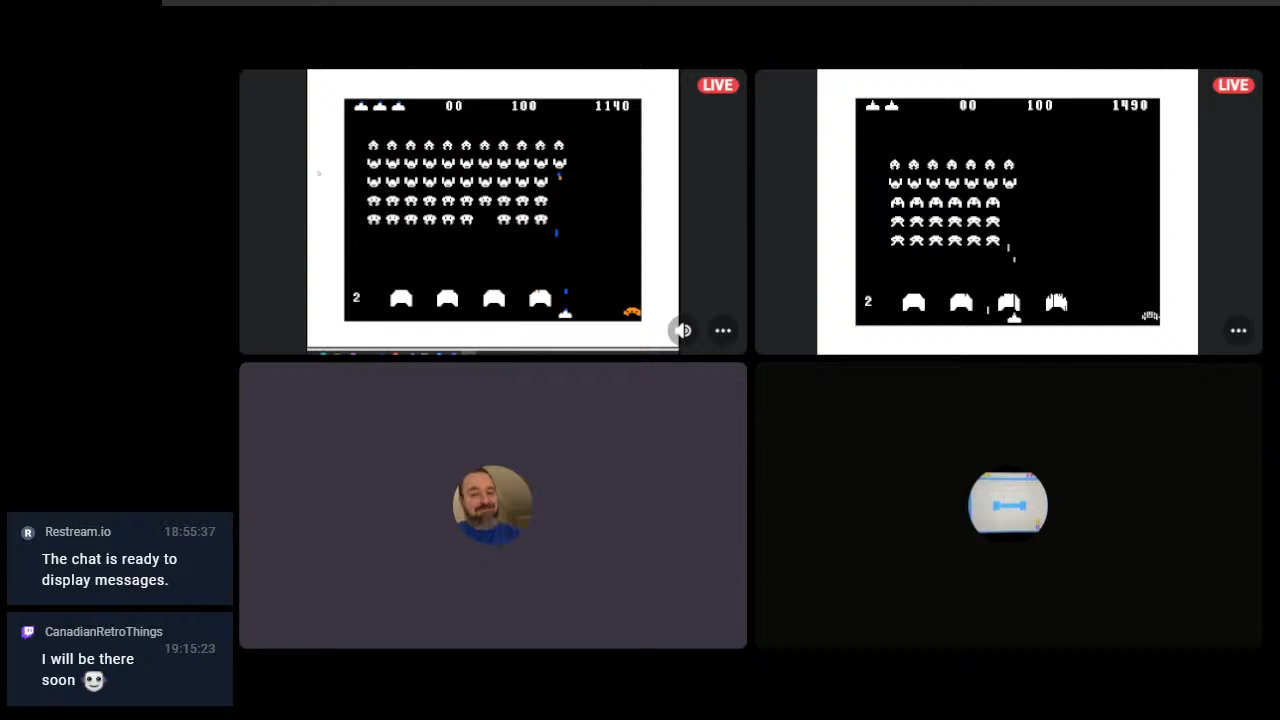 LIVE
00 100 1140
2
LIVE
00 100 1490
2
R Restream.io 18:55:37
The chat is ready to
display messages.
CanadianRetroThings
19:15:23
I will be there
soon